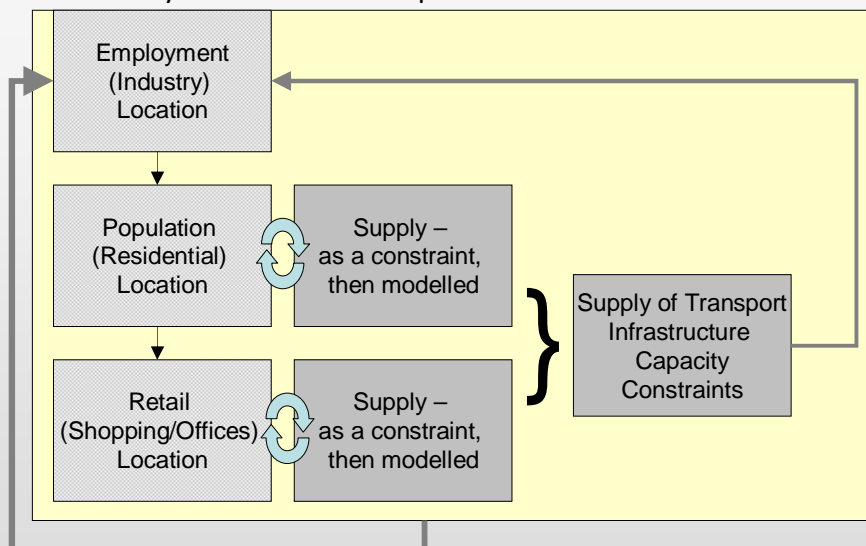 Employment
(Industry)
Location
Population
(Residential)
Location
Supply –
as a constraint,
then modelled
Supply of Transport
Infrastructure
Capacity
Constraints
Retail
(Shopping/Offices)
Location
Supply –
as a constraint,
then modelled